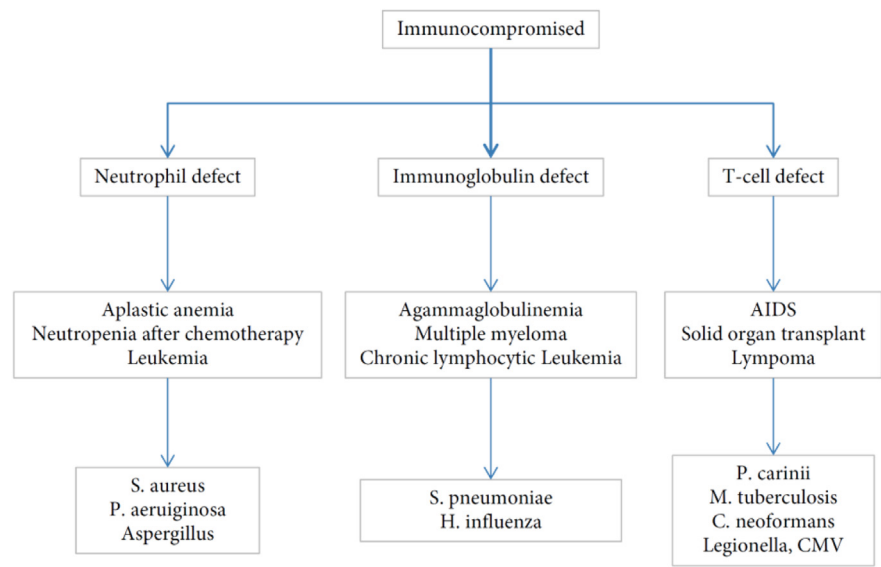 Immunocompromised
Neutrophil defect
Immunoglobulin defect
T-cell defect
Aplastic anemia
Neutropenia after chemotherapy
Leukemia
Agammaglobulinemia
Multiple myeloma
Chronic lymphocytic Leukemia
AIDS
Solid organ transplant
Lympoma
S. aureus
P. aeruiginosa
Aspergillus
S. pneumoniae
H. influenza
P. carinii
M. tuberculosis
C. neoformans
Legionella, CMV